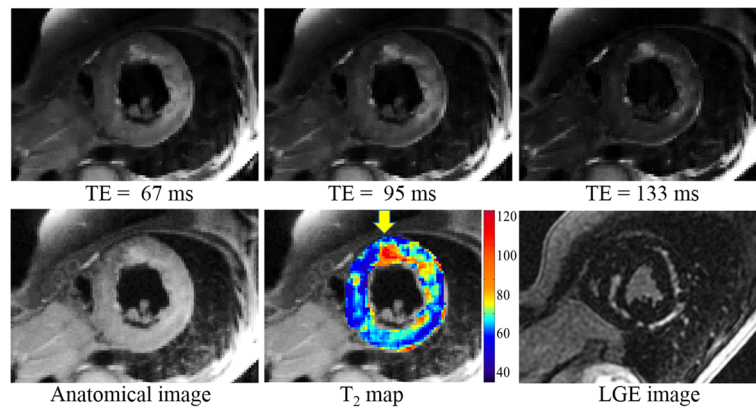 TE = 67 ms
TE = 95 ms
TE = 133 ms
120
100
80
60
40
Anatomical image
T₂ map
LGE image